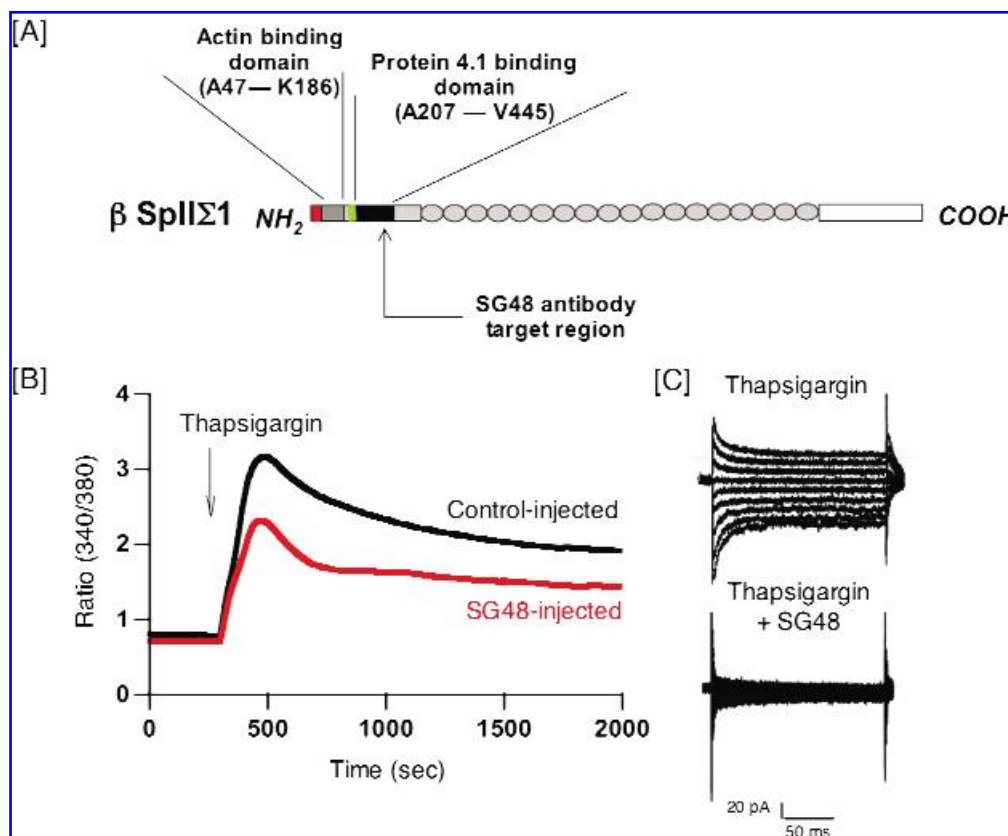 [A]
Actin binding
domain
(A47— K186)
Protein 4.1 binding
domain
(A207 — V445)
β SpIIΣ1
NH2
COOH
SG48 antibody
target region
[B]
4
3
2
1
0
Ratio (340/380)
Thapsigargin
Control-injected
SG48-injected
0
500
1000
1500
2000
Time (sec)
[C]
Thapsigargin
Thapsigargin
+ SG48
20 pA
50 ms